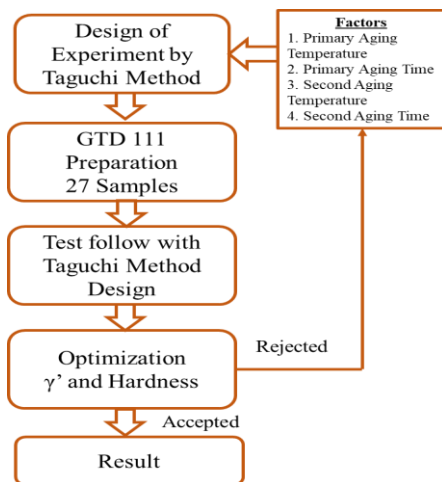 Design of
Experiment by
Taguchi Method
Factors
1. Primary Aging
Temperature
2. Primary Aging Time
3. Second Aging
Temperature
4. Second Aging Time
GTD 111
Preparation
27 Samples
Test follow with
Taguchi Method
Design
Optimization
γ’ and Hardness
Rejected
Accepted
Result